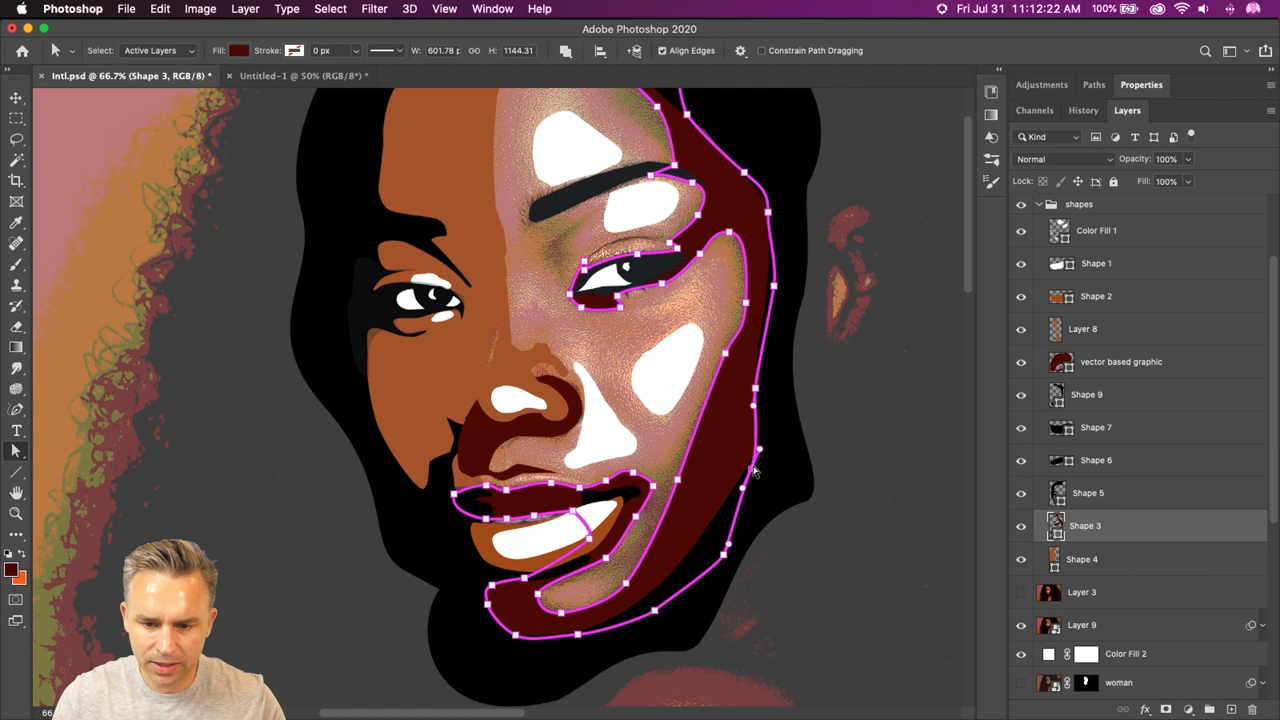 Photoshop File Edit Image Layer Type Select Filter 3D View Window Help 100% Fri Jul 31 11:12:22 AM
Adobe Photoshop 2020
Select: Active Layers Fill: Stroke: 0 px W: 601.78 p GO H: 1144.31 Align Edges Constrain Path Dragging
× Intl.psd @ 66.7% (Shape 3, RGB/8) * × Untitled-1 @ 50% (RGB/8*) *
Adjustments Paths Properties
Channels History Layers
Kind
Normal Opacity: 100%
Lock: Fill: 100%
shapes
Color Fill 1
Shape 1
Shape 2
Layer 8
vector based graphic
Shape 9
Shape 7
Shape 6
Shape 5
Shape 3
Shape 4
Layer 3
Layer 9
Color Fill 2
woman
66
fx